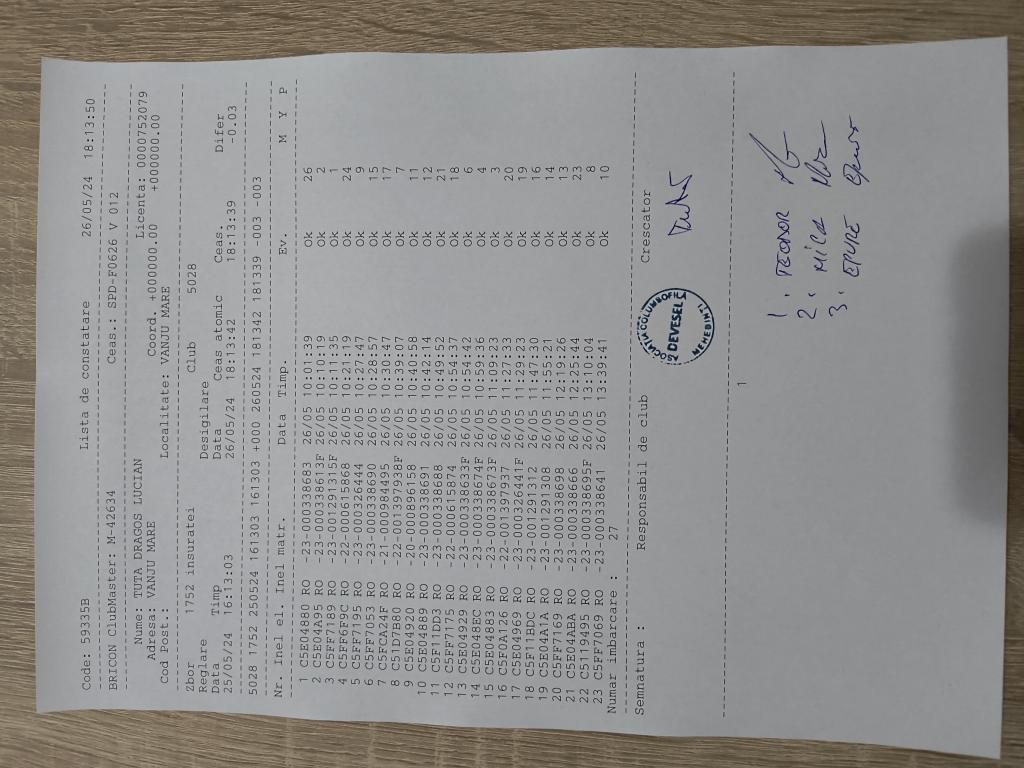 Code: 59335B Lista de constatare 26/05/24 18:13:50
BRICON ClubMaster: M-42634 Ceas.: SPD-F0626 V 012
Nume: TUTA DRAGOS LUCIAN Licenta: 00000752079
Adresa: VANJU MARE Coord. +000000.00 +000000.00
Cod Post.: Localitate: VANJU MARE
Zbor 1752 insuratei Club 5028
Reglare Desigilare
Data Timp Data Ceas atomic Ceas. Difer
25/05/24 16:13:03 26/05/24 18:13:42 18:13:39 -0.03
5028 1752 250524 161303 161303 +000 260524 181342 181339 -003 -003
Nr. Inel el. Inel matr. Data Timp. Ev. M Y P
1 C5E04880 RO -23-000338683 26/05 10:01:39 Ok 26
2 C5E04A95 RO -23-000338613F 26/05 10:10:19 Ok 2
3 C5FF7189 RO -23-001291315F 26/05 10:11:35 Ok 1
4 C5FF6F9C RO -22-000615868 26/05 10:21:19 Ok 24
5 C5FF7195 RO -23-000326444 26/05 10:27:47 Ok 9
6 C5FF7053 RO -23-000338690 26/05 10:28:57 Ok 15
7 C5FCA24F RO -21-000984495 26/05 10:30:47 Ok 17
8 C51D7B80 RO -22-001397938F 26/05 10:39:07 Ok 7
9 C5E04920 RO -20-000896158 26/05 10:40:58 Ok 11
10 C5E04889 RO -23-000338691 26/05 10:42:14 Ok 12
11 C5F11DD3 RO -23-000338688 26/05 10:49:52 Ok 21
12 C5FF7175 RO -22-000615874 26/05 10:54:37 Ok 18
13 C5E04929 RO -23-000338633F 26/05 10:54:42 Ok 6
14 C5E048EC RO -23-000338674F 26/05 10:59:36 Ok 4
15 C5E04883 RO -23-000338673F 26/05 11:09:23 Ok 3
16 C5F0A126 RO -22-001397917 26/05 11:27:33 Ok 20
17 C5E04969 RO -23-000326441F 26/05 11:29:23 Ok 19
18 C5F11BDC RO -23-001291372 26/05 11:47:30 Ok 16
19 C5E04A1A RO -23-001291308 26/05 11:55:21 Ok 14
20 C5FF7169 RO -23-000338698 26/05 12:19:26 Ok 13
21 C5E04ABA RO -23-000338666 26/05 12:25:44 Ok 23
22 C5119495 RO -23-000338695F 26/05 13:10:04 Ok 8
23 C5FF7069 RO -23-000338641 26/05 13:39:41 Ok 10
Numar imbarcare : 27
Semnatura : Responsabil de club Crescator
COLUMBOFILA
DEVESEL
1
1. TEODOR
2. MICA
3. EPURE